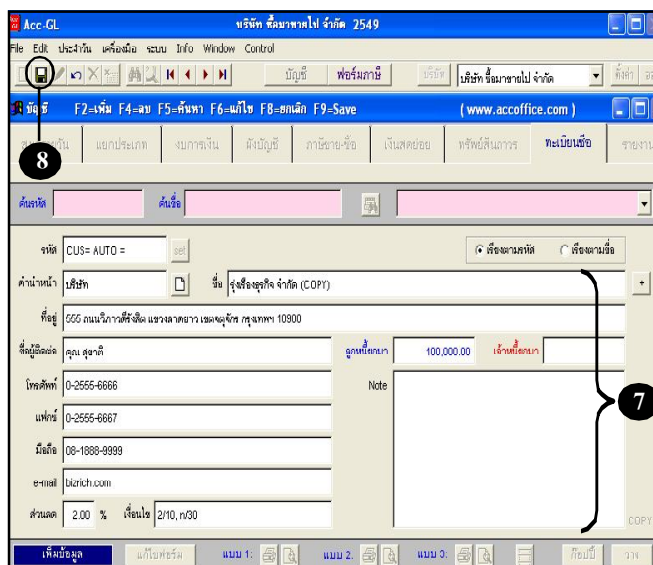 Acc-GL บริษัท ซื้อมาขายไป จำกัด 2549
File Edit ประจำวัน เครื่องมือ ระบบ Info Window Control
บัญชี ฟอร์มภาษี บริษัท บริษัท ซื้อมาขายไป จำกัด ตั้งค่า
บัญชี F2=เพิ่ม F4=ลบ F5=ค้นหา F6=แก้ไข F8=ยกเลิก F9=Save (www.accoffice.com)
8
แยกประเภท งบการเงิน ผังบัญชี ภาษีขาย-ซื้อ เงินสดย่อย ทรัพย์สินถาวร ทะเบียนชื่อ รายงาน
ค้นรหัส ค้นชื่อ
รหัส CUS= AUTO = set เรียงตามรหัส เรียงตามชื่อ
คำนำหน้า บริษัท ชื่อ รุ่งเรืองธุรกิจ จำกัด (COPY) +
ที่อยู่ 555 ถนนวิภาวดีรังสิต แขวงลาดยาว เขตจตุจักร กรุงเทพฯ 10900
ชื่อผู้ติดต่อ คุณ สุชาติ ลูกหนี้ยกมา 100,000.00 เจ้าหนี้ยกมา
โทรศัพท์ 0-2555-6666 Note
แฟกซ์ 0-2555-6667
7
มือถือ 08-1888-9999
e-mail bizrich.com
ส่วนลด 2.00 % เงื่อนไข 2/10, n/30
COPY
เพิ่มข้อมูล แก้ไขฟอร์ม แบบ 1: แบบ 2: แบบ 3: ก๊อปปี้ วาง